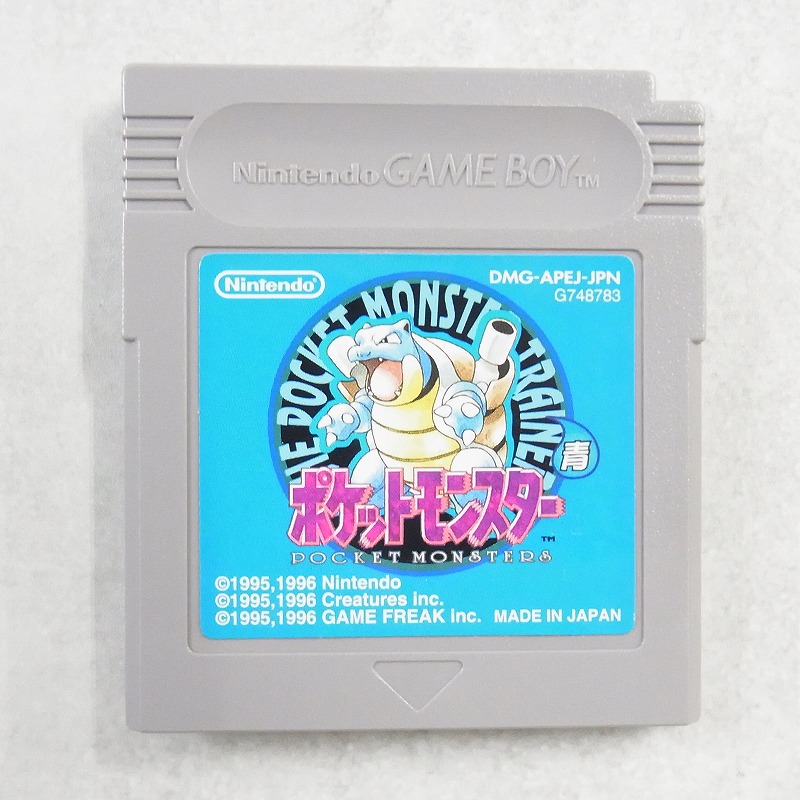 Nintendo GAME BOY TM
Nintendo
DMG-APEJ-JPN
G748783
THE POCKET MONSTER TRAINER
青
ポケットモンスター
TM
POCKET MONSTERS
©1995,1996 Nintendo
©1995,1996 Creatures inc.
©1995,1996 GAME FREAK inc. MADE IN JAPAN